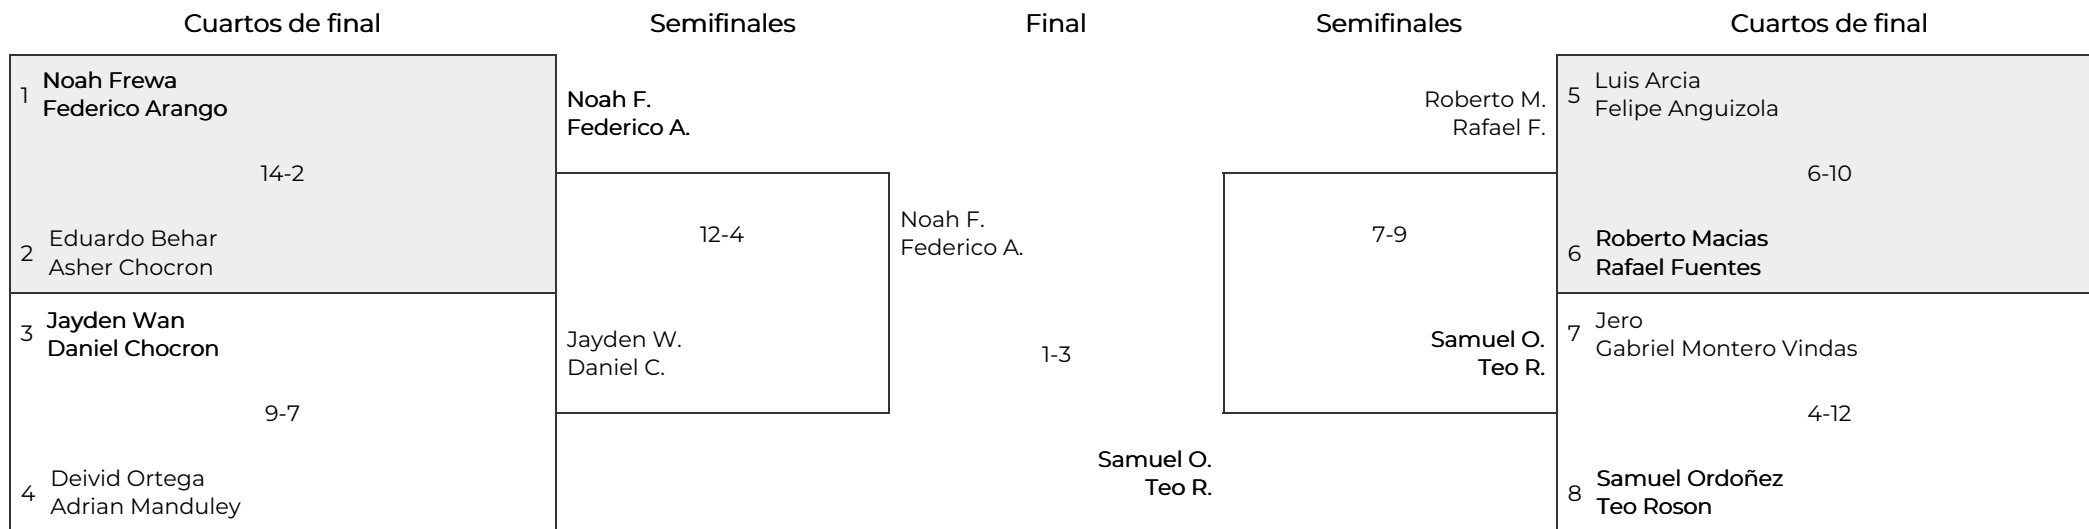 Cuartos de final
Semifinales
Final
Semifinales
Cuartos de final
1
Noah Frewa
Federico Arango
14-2
2
Eduardo Behar
Asher Chocron
3
Jayden Wan
Daniel Chocron
9-7
4
Deivid Ortega
Adrian Manduley
Noah F.
Federico A.
12-4
Jayden W.
Daniel C.
Noah F.
Federico A.
1-3
Samuel O.
Teo R.
Roberto M.
Rafael F.
7-9
Samuel O.
Teo R.
5
Luis Arcia
Felipe Anguizola
6-10
6
Roberto Macias
Rafael Fuentes
7
Jero
Gabriel Montero Vindas
4-12
8
Samuel Ordoñez
Teo Roson